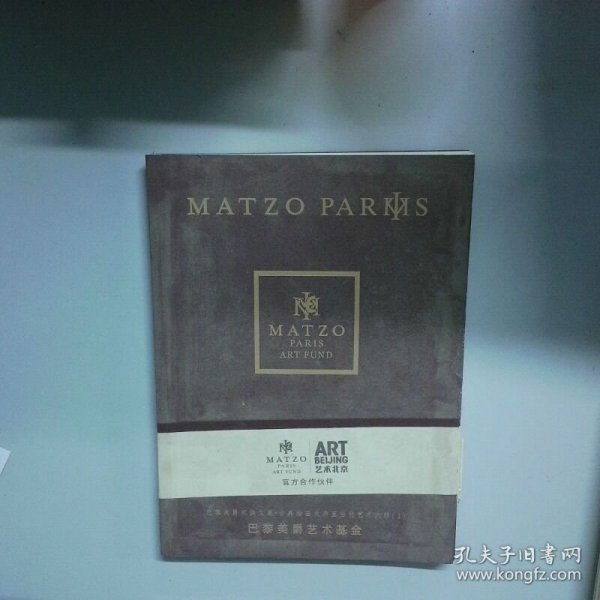 MATZO PARIS
MATZO
PARIS
ART FUND
MATZO
PARIS
ART FUND
ART
BEIJING
艺术北京
官方合作伙伴
巴黎美爵艺术基金
孔夫子旧书网
www.kongfz.com